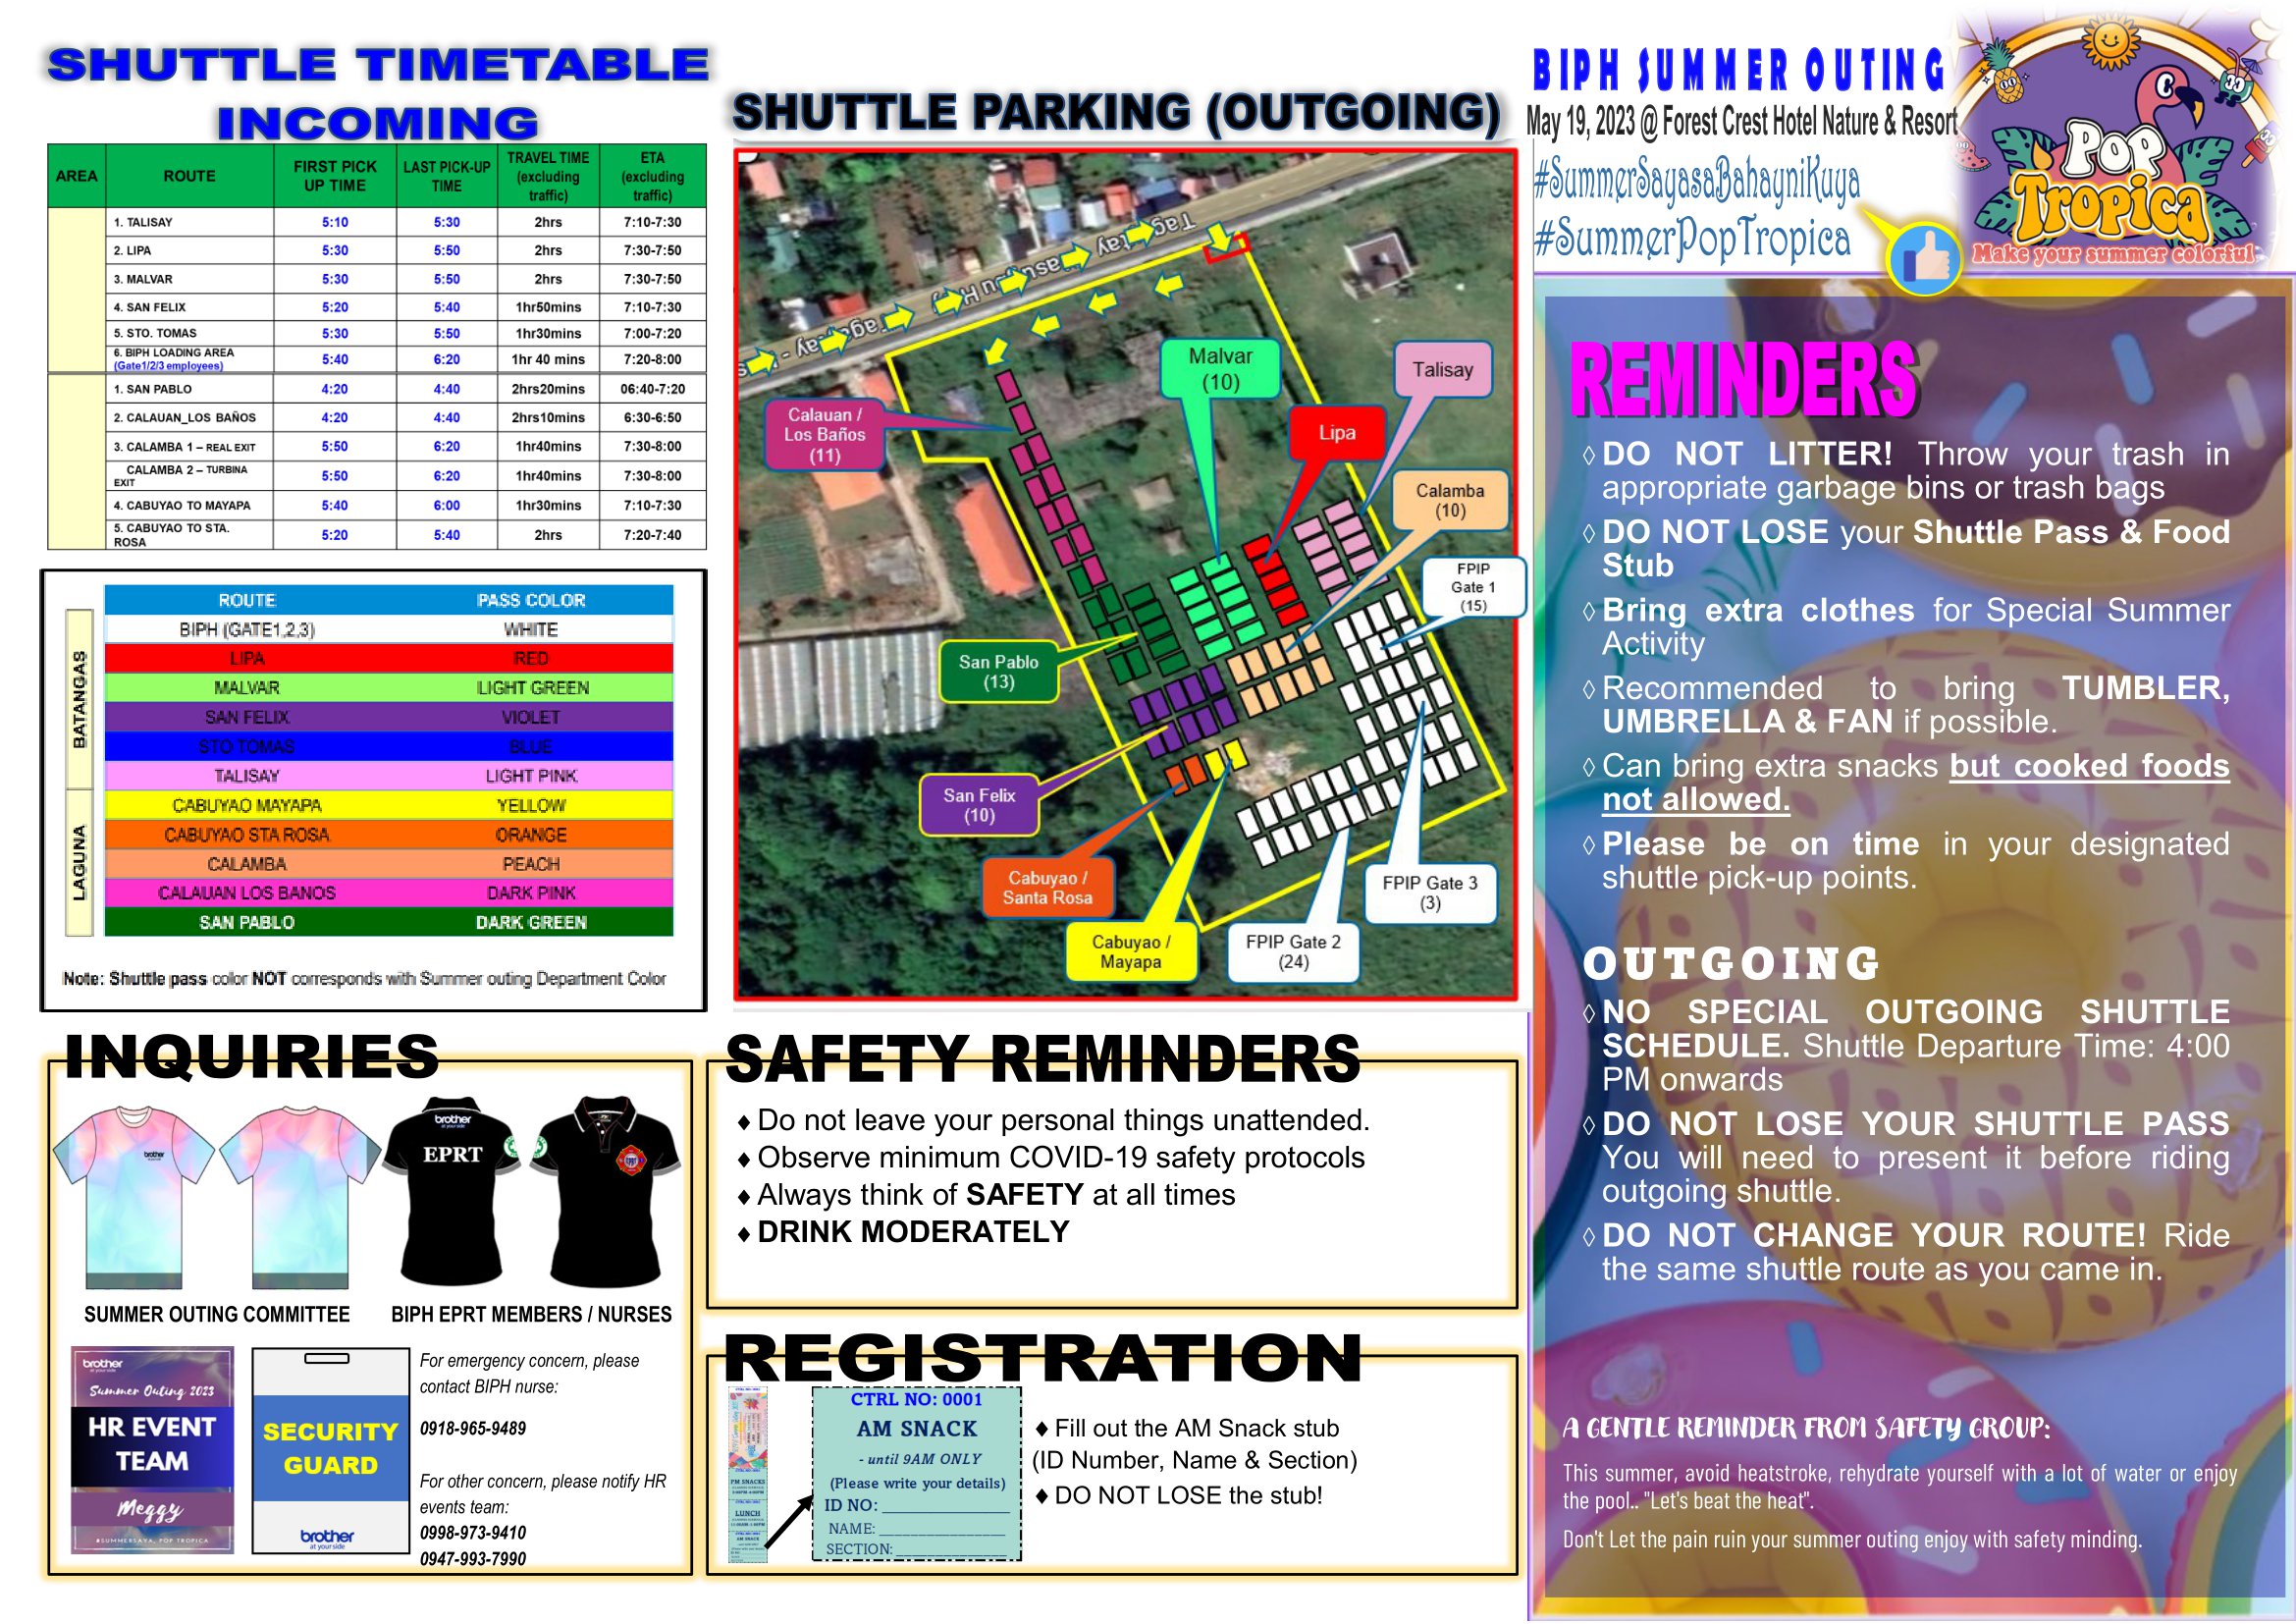 SHUTTLE TIMETABLE
INCOMING
AREA ROUTE FIRST PICK UP TIME LAST PICK-UP TIME TRAVEL TIME (excluding traffic) ETA (excluding traffic)
1. TALISAY 5:10 5:30 2hrs 7:10-7:30
2. LIPA 5:30 5:50 2hrs 7:30-7:50
3. MALVAR 5:30 5:50 2hrs 7:30-7:50
4. SAN FELIX 5:20 5:40 1hr50mins 7:10-7:30
5. STO. TOMAS 5:30 5:50 1hr30mins 7:00-7:20
6. BIPH LOADING AREA (Gate1/2/3 employees) 5:40 6:20 1hr 40 mins 7:20-8:00
1. SAN PABLO 4:20 4:40 2hrs20mins 06:40-7:20
2. CALAUAN_LOS BAÑOS 4:20 4:40 2hrs10mins 6:30-6:50
3. CALAMBA 1 – REAL EXIT 5:50 6:20 1hr40mins 7:30-8:00
CALAMBA 2 – TURBINA EXIT 5:50 6:20 1hr40mins 7:30-8:00
4. CABUYAO TO MAYAPA 5:40 6:00 1hr30mins 7:10-7:30
5. CABUYAO TO STA. ROSA 5:20 5:40 2hrs 7:20-7:40
ROUTE PASS COLOR
BATANGAS
BIPH (GATE1,2,3) WHITE
LIPA RED
MALVAR LIGHT GREEN
SAN FELIX VIOLET
STO TOMAS BLUE
TALISAY LIGHT PINK
LAGUNA
CABUYAO MAYAPA YELLOW
CABUYAO STA ROSA ORANGE
CALAMBA PEACH
CALAUAN LOS BANOS DARK PINK
SAN PABLO DARK GREEN
Note: Shuttle pass color NOT corresponds with Summer outing Department Color
SHUTTLE PARKING (OUTGOING)
Malvar
(10)
Talisay
Calauan /
Los Baños
(11)
Lipa
Calamba
(10)
FPIP
Gate 1
(15)
San Pablo
(13)
San Felix
(10)
Cabuyao /
Santa Rosa
FPIP Gate 3
(3)
Cabuyao /
Mayapa
FPIP Gate 2
(24)
BIPH SUMMER OUTING
May 19, 2023 @ Forest Crest Hotel Nature & Resort
#SummerSayasaBahayniKuya
#SummerPopTropica
Pop
Tropica
Make your summer colorful
REMINDERS
◊ DO NOT LITTER! Throw your trash in
appropriate garbage bins or trash bags
◊ DO NOT LOSE your Shuttle Pass & Food
Stub
◊ Bring extra clothes for Special Summer
Activity
◊ Recommended to bring TUMBLER,
UMBRELLA & FAN if possible.
◊ Can bring extra snacks but cooked foods
not allowed.
◊ Please be on time in your designated
shuttle pick-up points.
OUTGOING
◊ NO SPECIAL OUTGOING SHUTTLE
SCHEDULE. Shuttle Departure Time: 4:00
PM onwards
◊ DO NOT LOSE YOUR SHUTTLE PASS
You will need to present it before riding
outgoing shuttle.
◊ DO NOT CHANGE YOUR ROUTE! Ride
the same shuttle route as you came in.
A GENTLE REMINDER FROM SAFETY GROUP:
This summer, avoid heatstroke, rehydrate yourself with a lot of water or enjoy
the pool.. "Let's beat the heat".
Don't Let the pain ruin your summer outing enjoy with safety minding.
INQUIRIES
brother
brother
at your side
EPRT
SUMMER OUTING COMMITTEE
BIPH EPRT MEMBERS / NURSES
brother
at your side
Summer Outing 2023
HR EVENT
TEAM
Meggy
#SUMMERSAYA, POP TROPICA
SECURITY
GUARD
brother
at your side
For emergency concern, please
contact BIPH nurse:
0918-965-9489
For other concern, please notify HR
events team:
0998-973-9410
0947-993-7990
SAFETY REMINDERS
♦ Do not leave your personal things unattended.
♦ Observe minimum COVID-19 safety protocols
♦ Always think of SAFETY at all times
♦ DRINK MODERATELY
REGISTRATION
PM SNACKS
LUNCH
AM SNACK
CTRL NO: 0001
AM SNACK
- until 9AM ONLY
(Please write your details)
ID NO:
NAME:
SECTION:
♦ Fill out the AM Snack stub
(ID Number, Name & Section)
♦ DO NOT LOSE the stub!